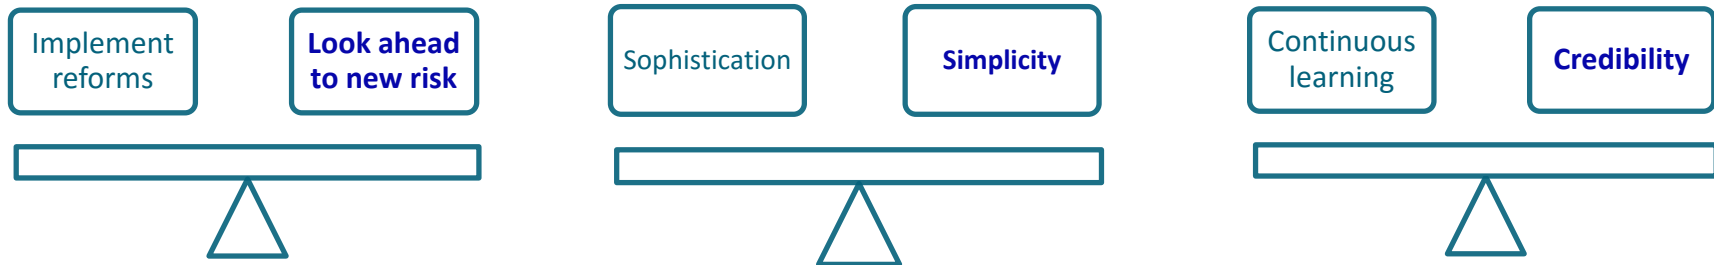 Implement
reforms
Look ahead
to new risk
Sophistication
Simplicity
Continuous
learning
Credibility